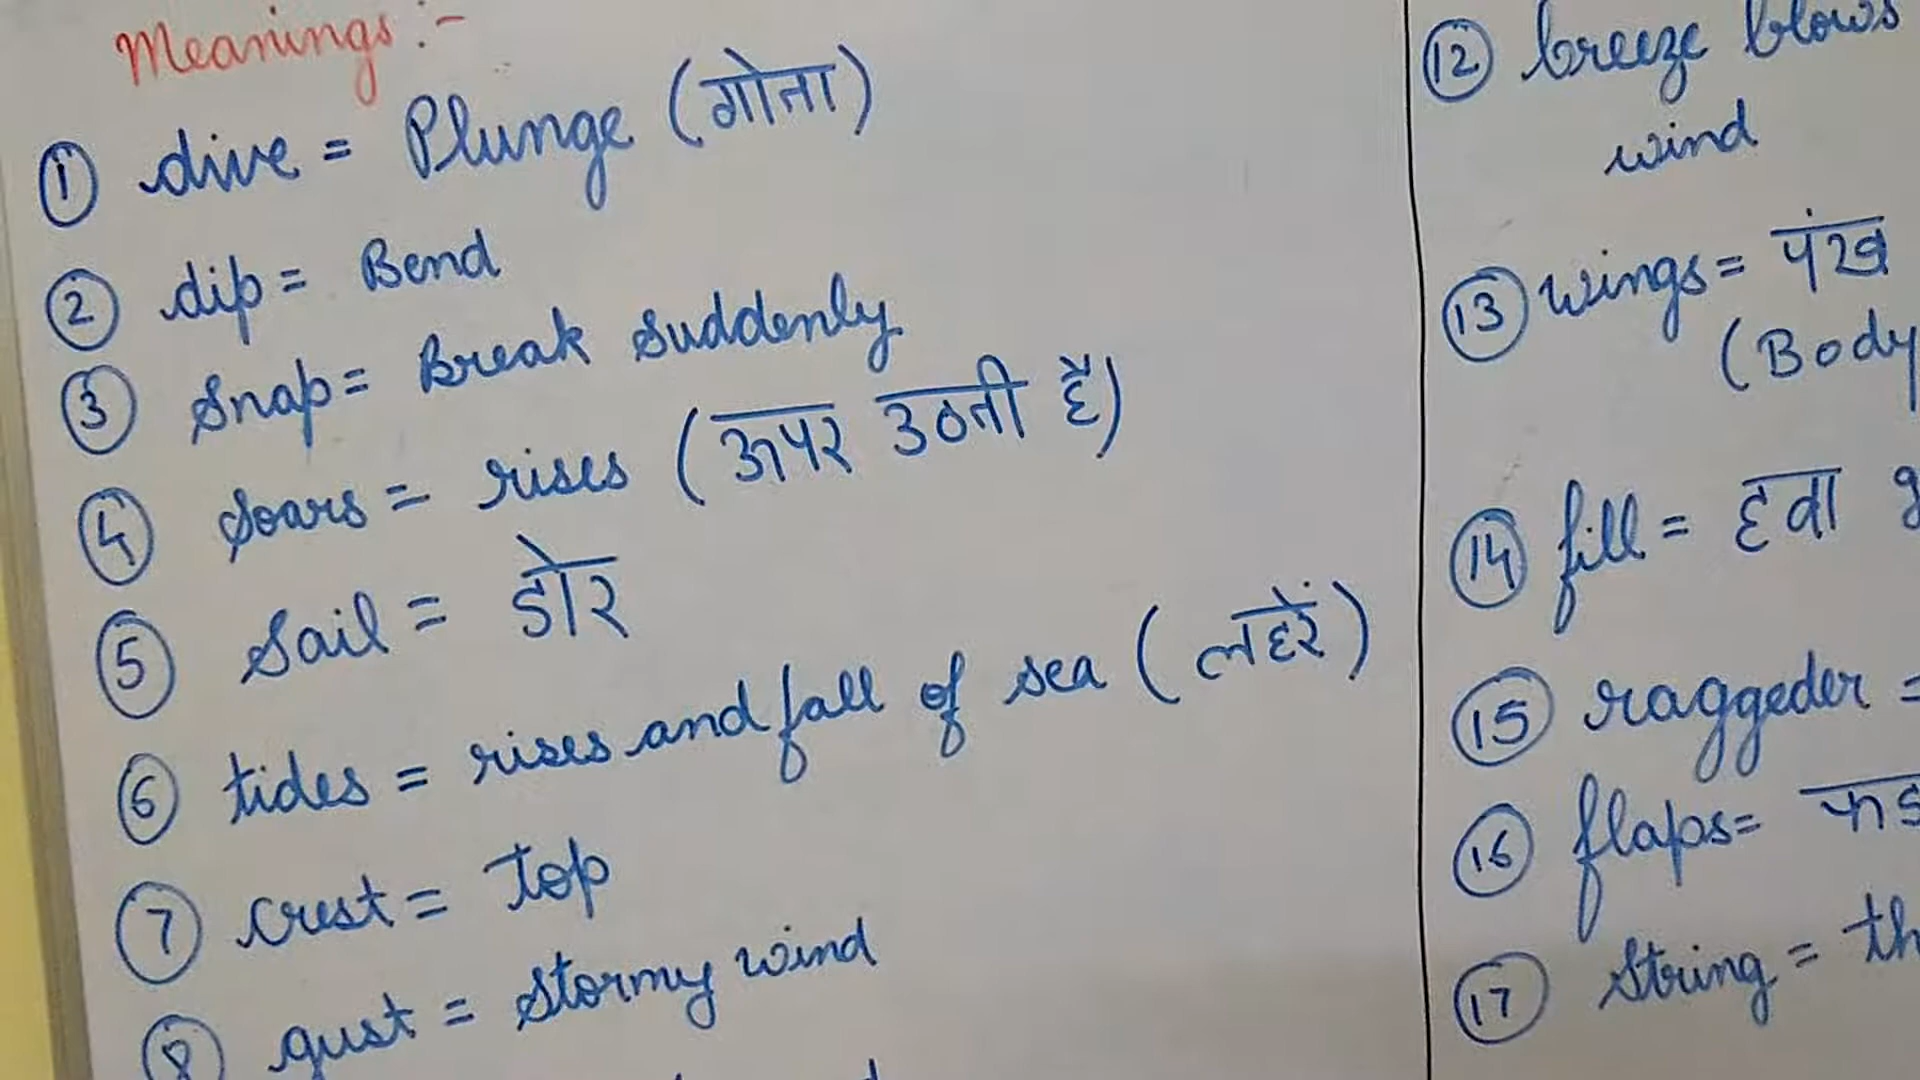 Meanings:-
① dive = Plunge (गोता)
② dip = Bend
③ snap = Break suddenly
④ soars = rises (ऊपर उठती है)
⑤ Sail = डोर
⑥ tides = rises and fall of sea (लहरें)
⑦ crest = Top
⑧ gust = stormy wind
⑫ breeze blows
wind
⑬ wings = पंख
(Body
⑭ fill = हवा
⑮ raggeder =
⑯ flaps =
⑰ String =